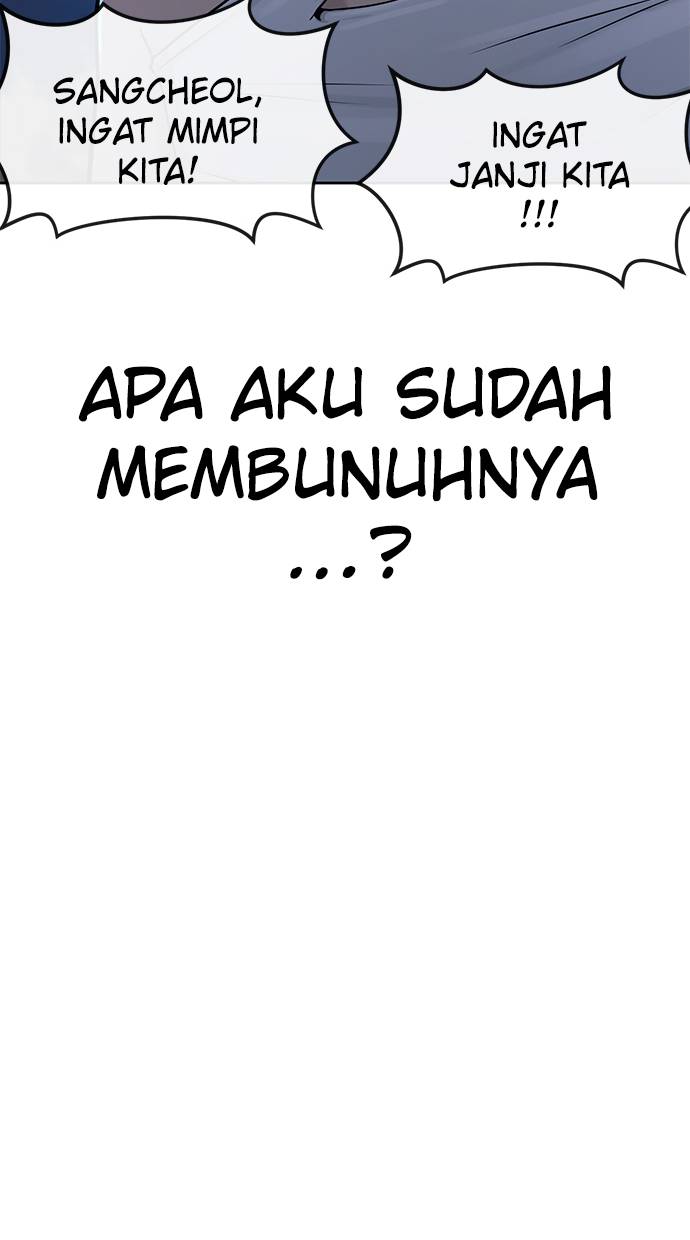 SANGCHEOL,
INGAT MIMPI
KITA!
INGAT
JANJI KITA
!!!
APA AKU SUDAH
MEMBUNUHNYA
...?